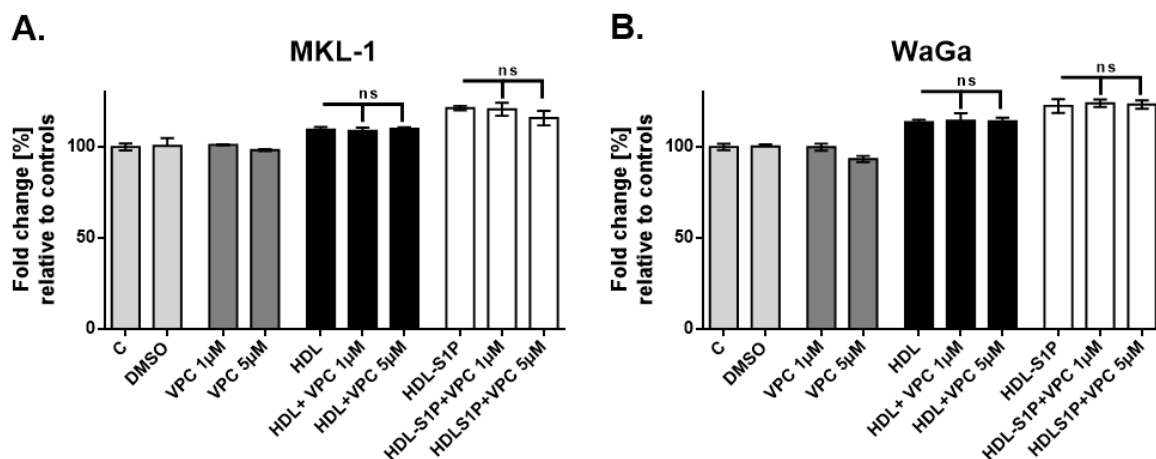 A.
MKL-1
Fold change [%]
relative to controls
100
50
0
ns
ns
C
DMSO
VPC 1µM
VPC 5µM
HDL
HDL+ VPC 1µM
HDL+VPC 5µM
HDL-S1P
HDL-S1P+VPC 1µM
HDLS1P+VPC 5µM
B.
WaGa
Fold change [%]
relative to controls
100
50
0
ns
ns
C
DMSO
VPC 1µM
VPC 5µM
HDL
HDL+ VPC 1µM
HDL+VPC 5µM
HDL-S1P
HDL-S1P+VPC 1µM
HDLS1P+VPC 5µM